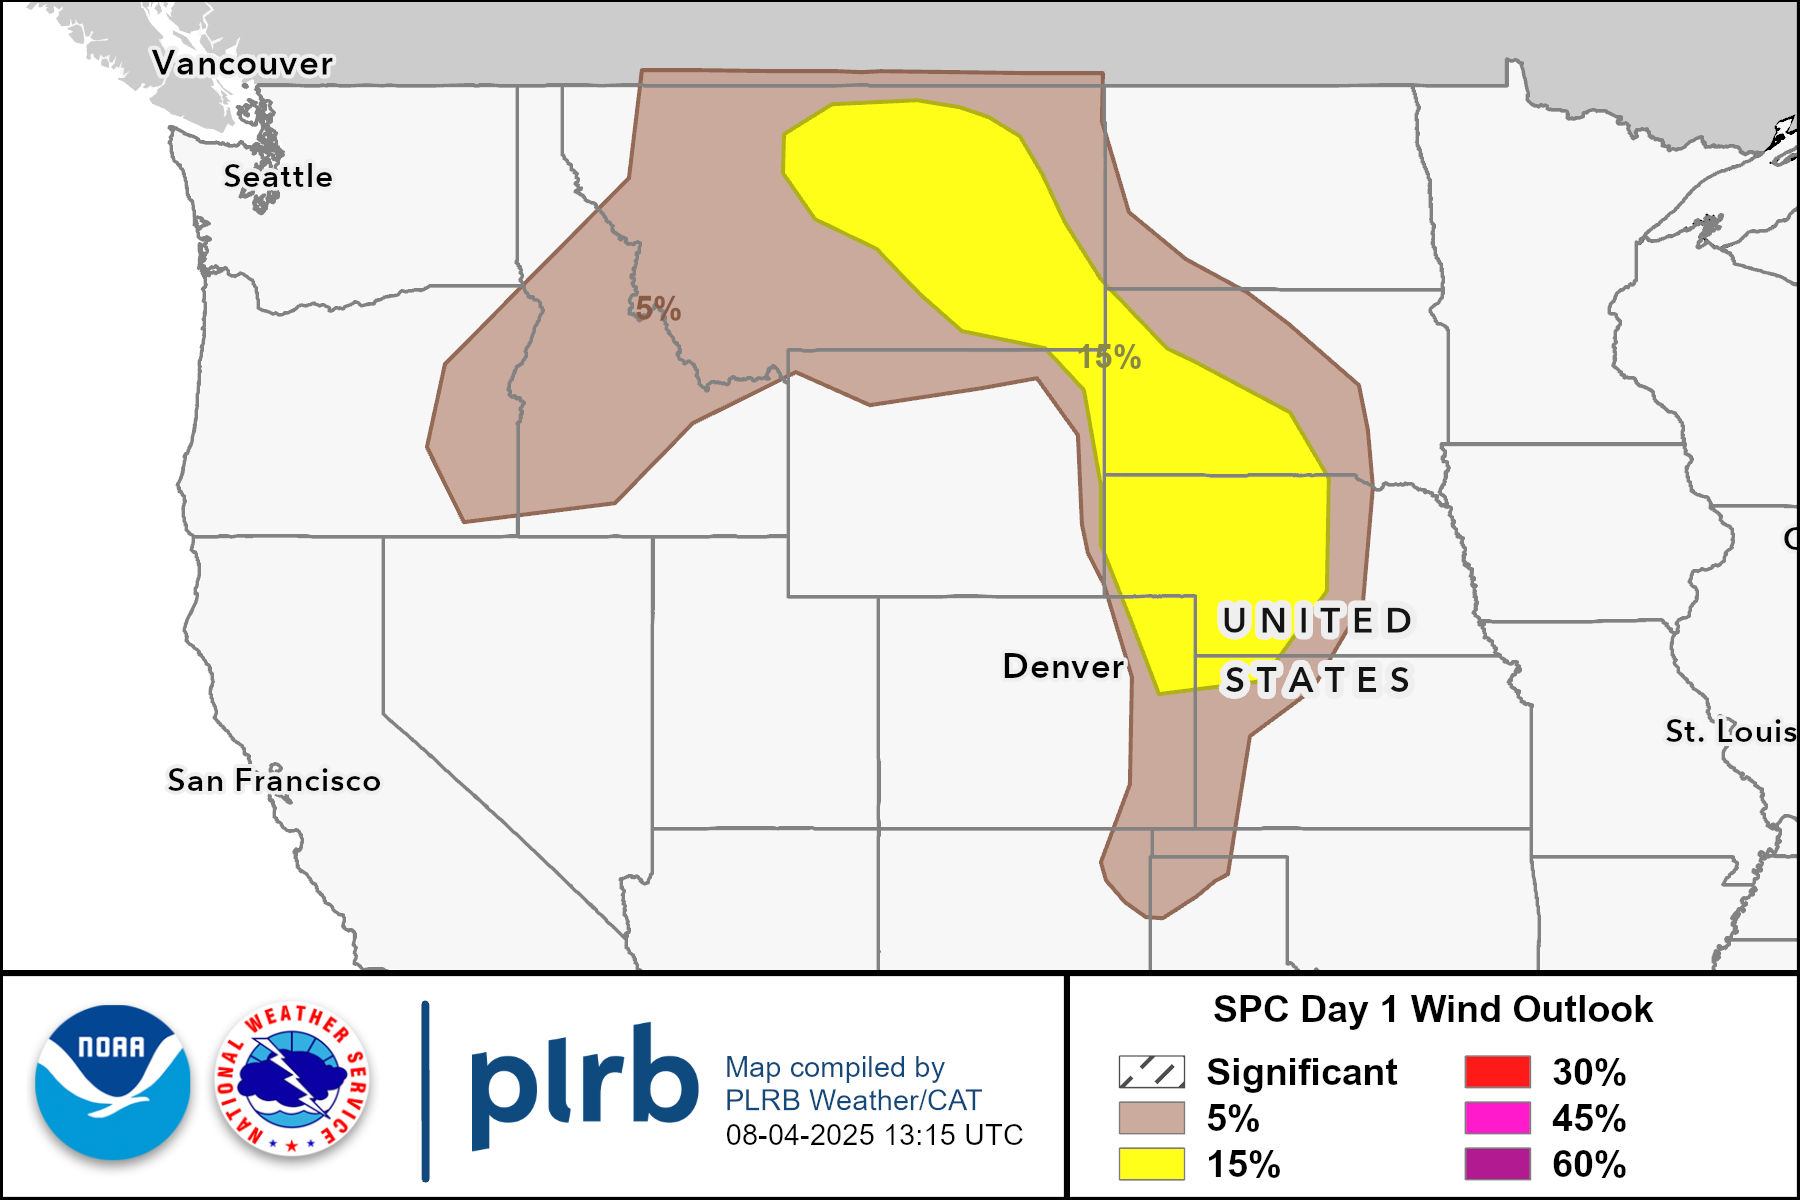 Vancouver
Seattle
5%
15%
UNITED
STATES
Denver
San Francisco
St. Louis
C
NOAA
NATIONAL WEATHER SERVICE
plrb
Map compiled by
PLRB Weather/CAT
08-04-2025 13:15 UTC
SPC Day 1 Wind Outlook
Significant
5%
15%
30%
45%
60%